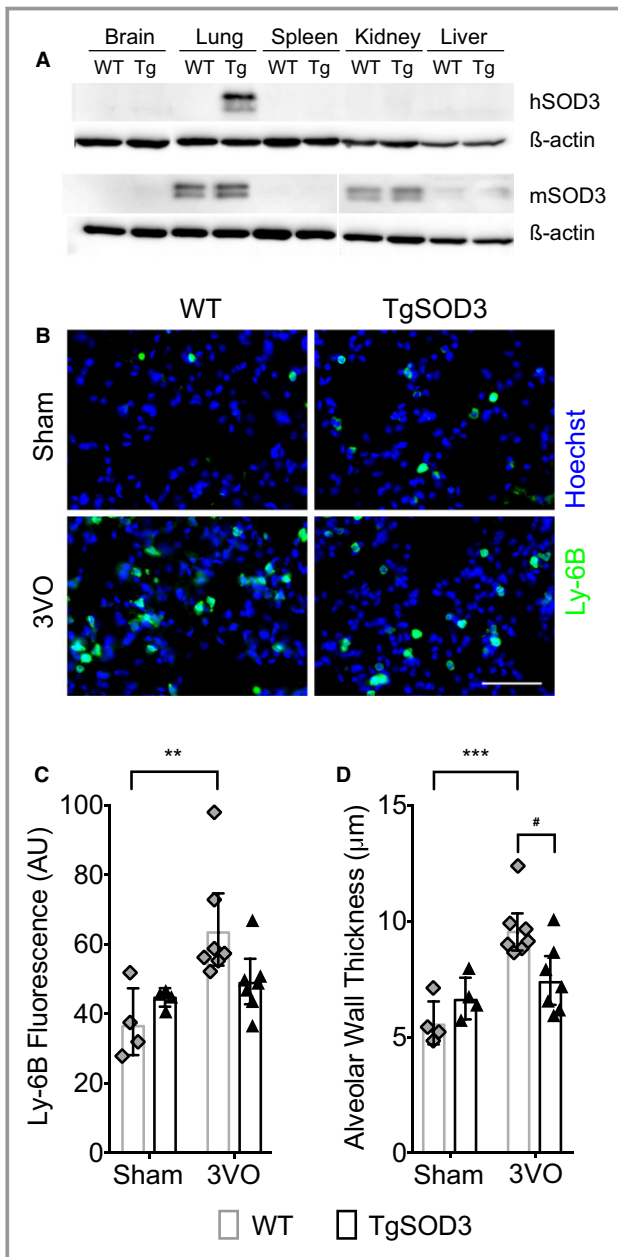 A
Brain Lung Spleen Kidney Liver
WT Tg WT Tg WT Tg WT Tg WT Tg
hSOD3
ß-actin
mSOD3
ß-actin
B
WT TgSOD3
Sham
3VO
Hoechst
Ly-6B
C
**
Ly-6B Fluorescence (AU)
100
80
60
40
20
0
Sham 3VO
D
***
#
Alveolar Wall Thickness (μm)
15
10
5
0
Sham 3VO
WT TgSOD3